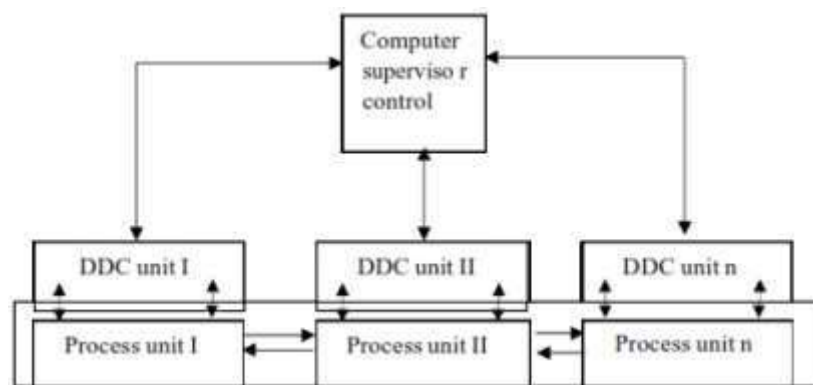 Computer
superviso r
control
DDC unit I
DDC unit II
DDC unit n
Process unit I
Process unit II
Process unit n